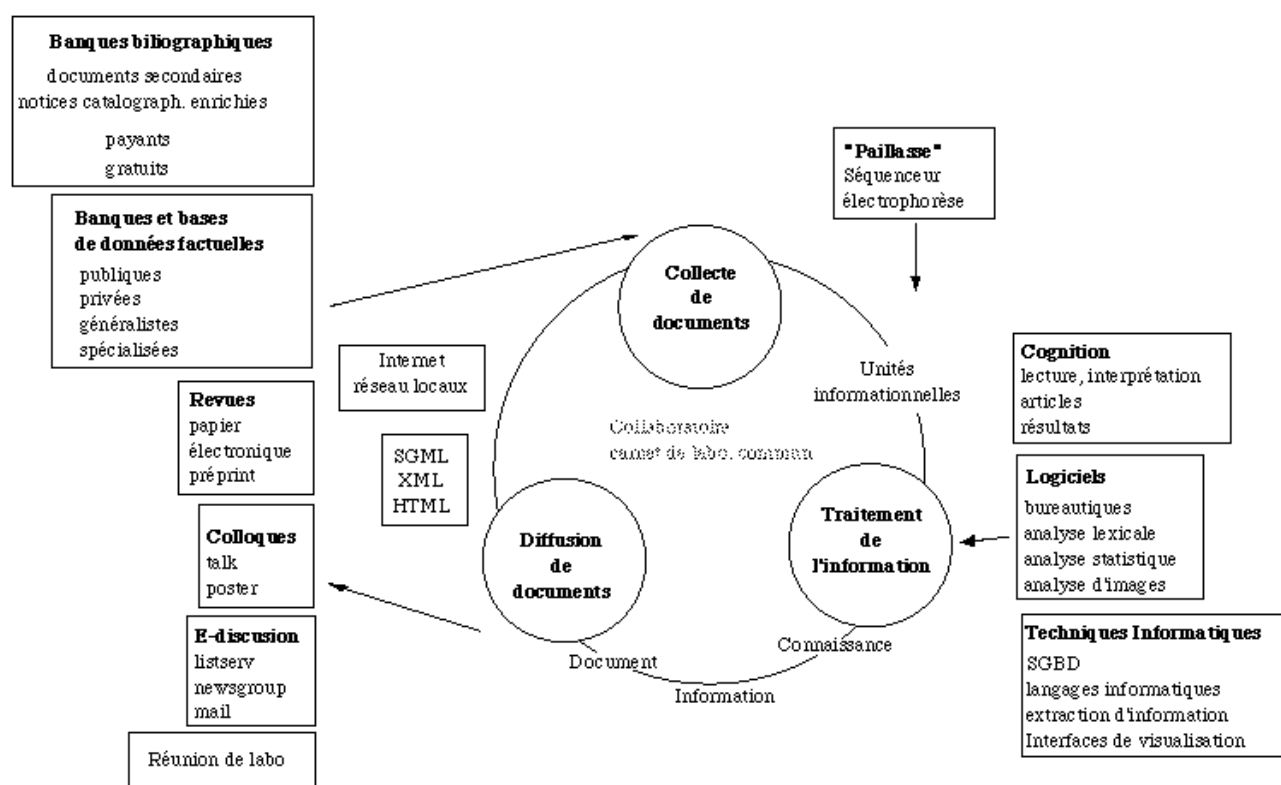 Banques biliographiques
documents secondaires
notices catalograph. enrichies
payants
gratuits
Banques et bases
de données factuelles
publiques
privées
généralistes
spécialisées
Revues
papier
électronique
préprint
Colloques
talk
poster
E-discusion
listserv
newsgroup
mail
Réunion de labo
Internet
réseau locaux
SGML
XML
HTML
Collecte
de
documents
Collaboratoire
carnet de labo. commun
Diffusion
de
documents
Document
Information
Connaissance
Unités
informationnelles
Traitement
de
l'information
"Paillasse"
Séquenceur
électrophorèse
Cognition
lecture, interprétation
articles
résultats
Logiciels
bureautiques
analyse lexicale
analyse statistique
analyse d'images
Techniques Informatiques
SGBD
langages informatiques
extraction d'information
Interfaces de visualisation